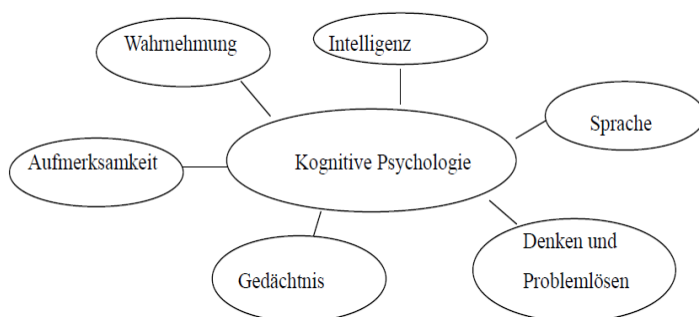 Wahrnehmung
Intelligenz
Sprache
Aufmerksamkeit
Kognitive Psychologie
Denken und
Problemlösen
Gedächtnis